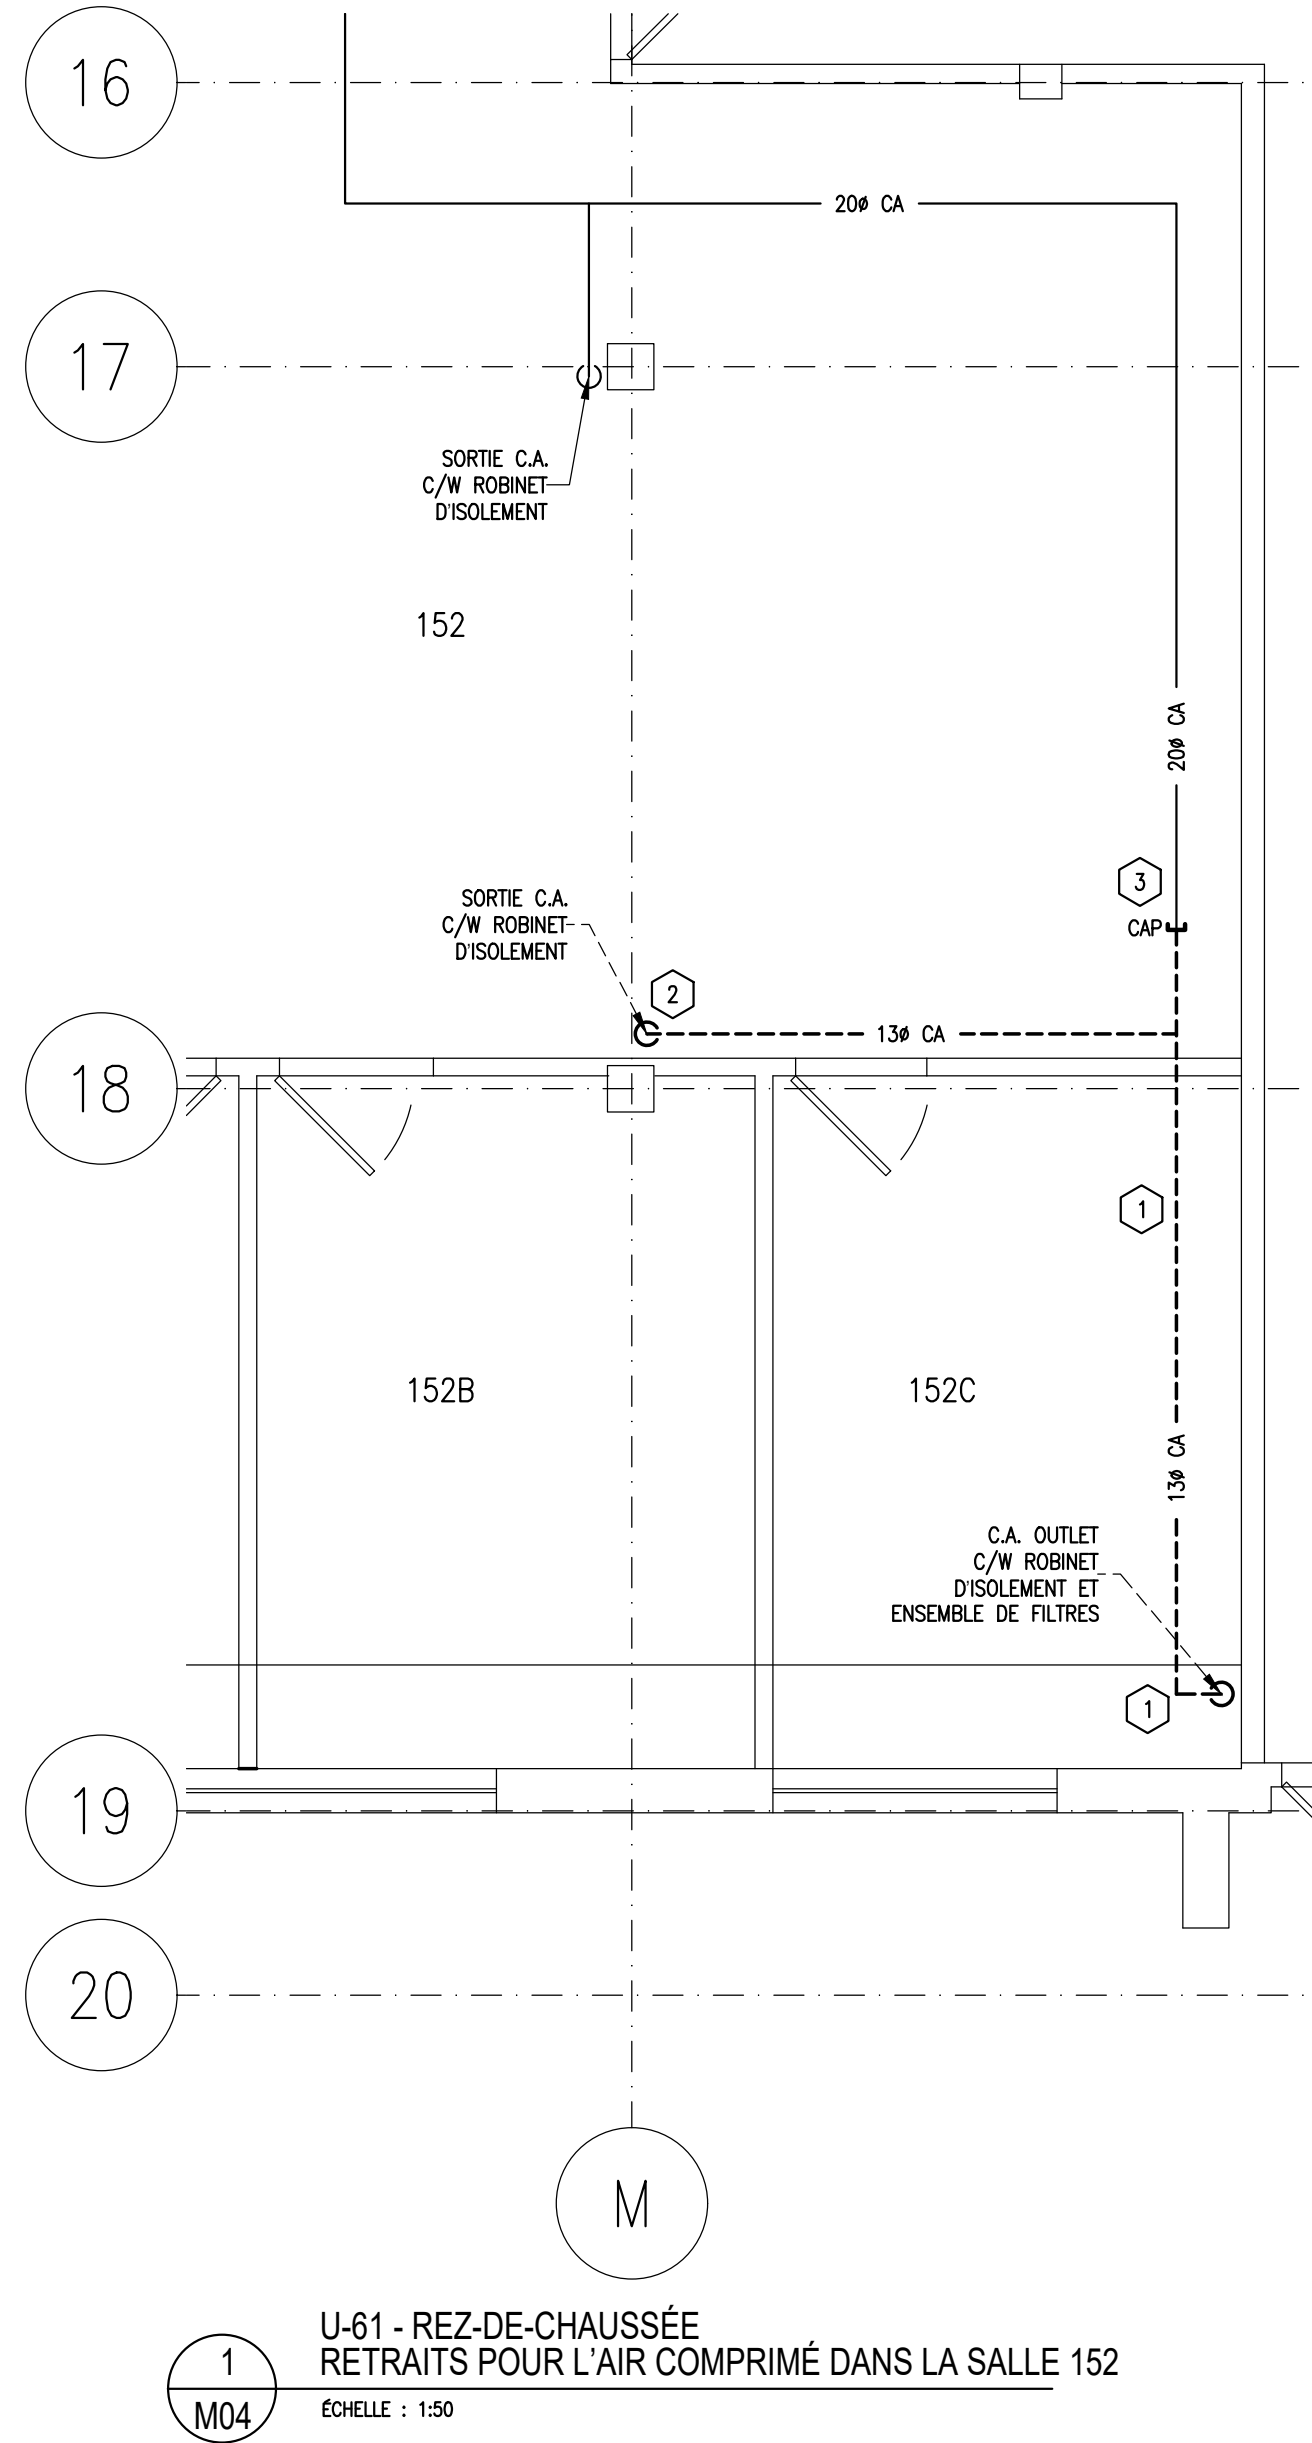 16
20ø CA
17
SORTIE C.A.
C/W ROBINET
D'ISOLEMENT
152
20ø CA
3
CAP
SORTIE C.A.
C/W ROBINET
D'ISOLEMENT
2
13ø CA
18
1
152B
152C
13ø CA
C.A. OUTLET
C/W ROBINET
D'ISOLEMENT ET
ENSEMBLE DE FILTRES
1
19
20
M
U-61 - REZ-DE-CHAUSSÉE
RETRAITS POUR L'AIR COMPRIMÉ DANS LA SALLE 152
1
M04
ÉCHELLE : 1:50